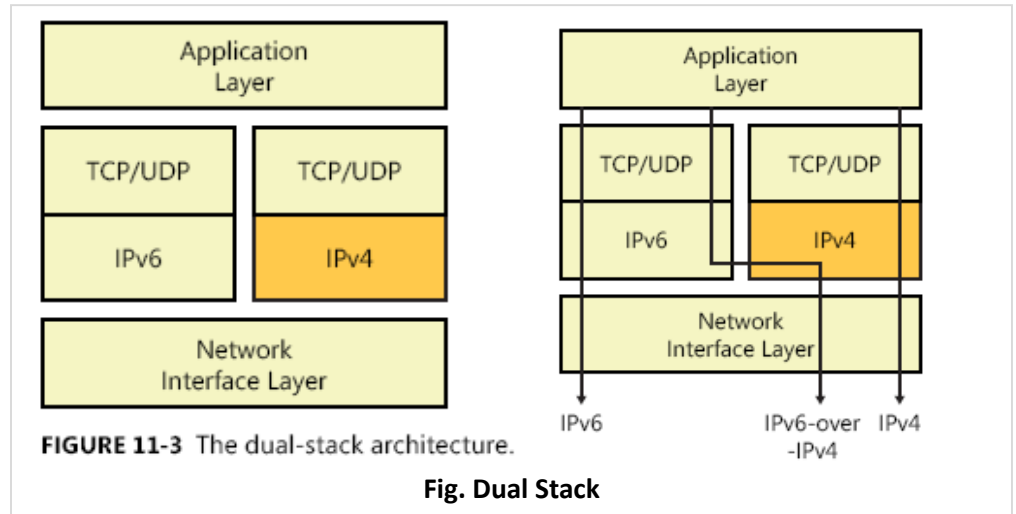 Application
Layer
TCP/UDP
TCP/UDP
IPv6
IPv4
Network
Interface Layer
FIGURE 11-3 The dual-stack architecture.
Application
Layer
TCP/UDP
TCP/UDP
IPv6
IPv4
Network
Interface Layer
IPv6
IPv6-over
-IPv4
IPv4
Fig. Dual Stack